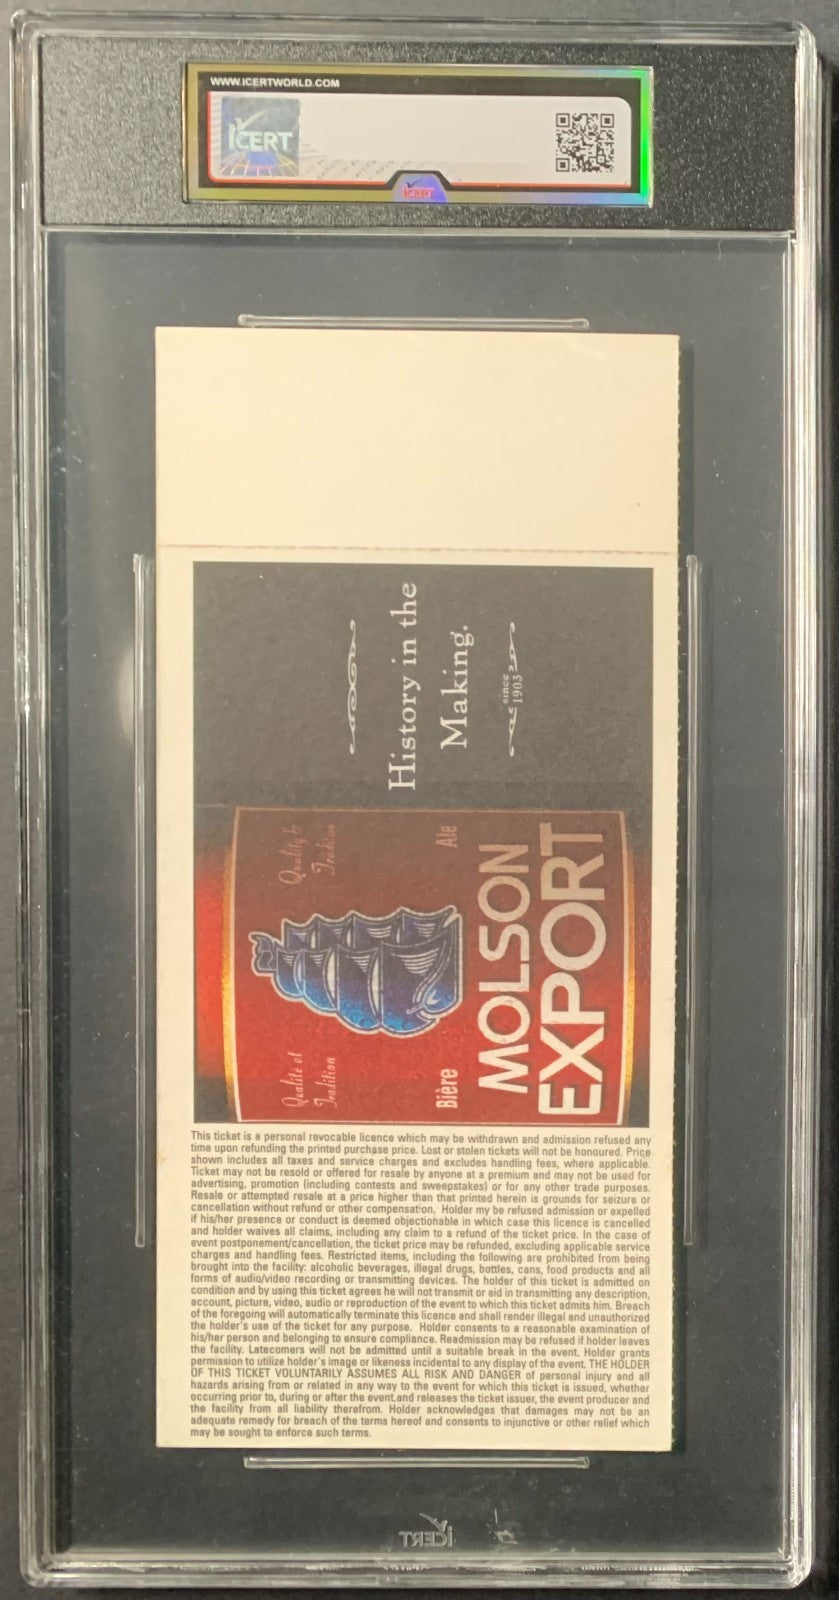 WWW.ICERTWORLD.COM
iCERT
iCERT
History in the
Making.
since
1903
Qualité et
Tradition
Quality &
Tradition
Bière
Ale
MOLSON
EXPORT
This ticket is a personal revocable licence which may be withdrawn and admission refused any
time upon refunding the printed purchase price. Lost or stolen tickets will not be honoured. Price
shown includes all taxes and service charges and excludes handling fees, where applicable.
Ticket may not be resold or offered for resale by anyone at a premium and may not be used for
advertising, promotion (including contests and sweepstakes) or for any other trade purposes.
Resale or attempted resale at a price higher than that printed herein is grounds for seizure or
cancellation without refund or other compensation. Holder my be refused admission or expelled
if his/her presence or conduct is deemed objectionable in which case this licence is cancelled
and holder waives all claims, including any claim to a refund of the ticket price. In the case of
event postponement/cancellation, the ticket price may be refunded, excluding applicable service
charges and handling fees. Restricted items, including the following are prohibited from being
brought into the facility: alcoholic beverages, illegal drugs, bottles, cans, food products and all
forms of audio/video recording or transmitting devices. The holder of this ticket is admitted on
condition and by using this ticket agrees he will not transmit or aid in transmitting any description,
account, picture, video, audio or reproduction of the event to which this ticket admits him. Breach
of the foregoing will automatically terminate this licence and shall render illegal and unauthorized
the holder's use of the ticket for any purpose. Holder consents to a reasonable examination of
his/her person and belonging to ensure compliance. Readmission may be refused if holder leaves
the facility. Latecomers will not be admitted until a suitable break in the event. Holder grants
permission to utilize holder's image or likeness incidental to any display of the event. THE HOLDER
OF THIS TICKET VOLUNTARILY ASSUMES ALL RISK AND DANGER of personal injury and all
hazards arising from or related in any way to the event for which this ticket is issued, whether
occurring prior to, during or after the event.and releases the ticket issuer, the event producer and
the facility from all liability therefrom. Holder acknowledges that damages may not be an
adequate remedy for breach of the terms hereof and consents to injunctive or other relief which
may be sought to enforce such terms.
iCERT